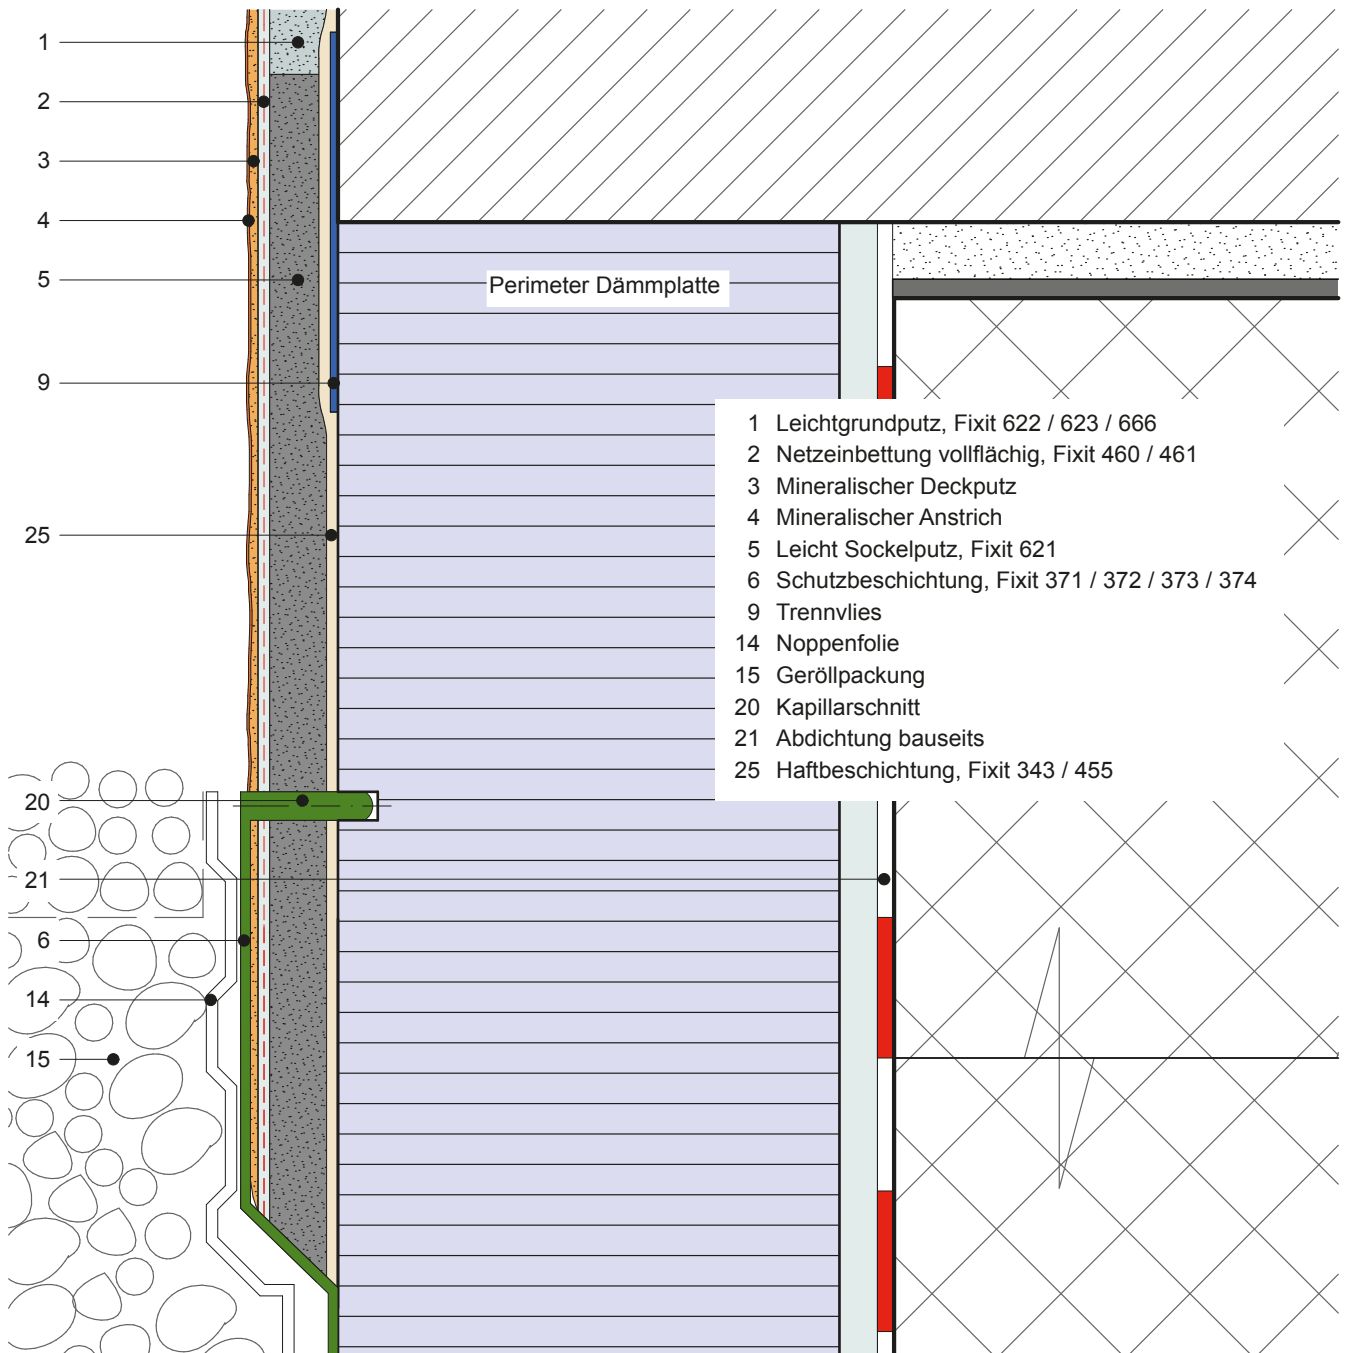 1
2
3
4
5
Perimeter Dämmplatte
9
25
1 Leichtgrundputz, Fixit 622 / 623 / 666
2 Netzeinbettung vollflächig, Fixit 460 / 461
3 Mineralischer Deckputz
4 Mineralischer Anstrich
5 Leicht Sockelputz, Fixit 621
6 Schutzbeschichtung, Fixit 371 / 372 / 373 / 374
9 Trennvlies
14 Noppenfolie
15 Geröllpackung
20 Kapillarschnitt
21 Abdichtung bauseits
25 Haftbeschichtung, Fixit 343 / 455
20
21
6
14
15